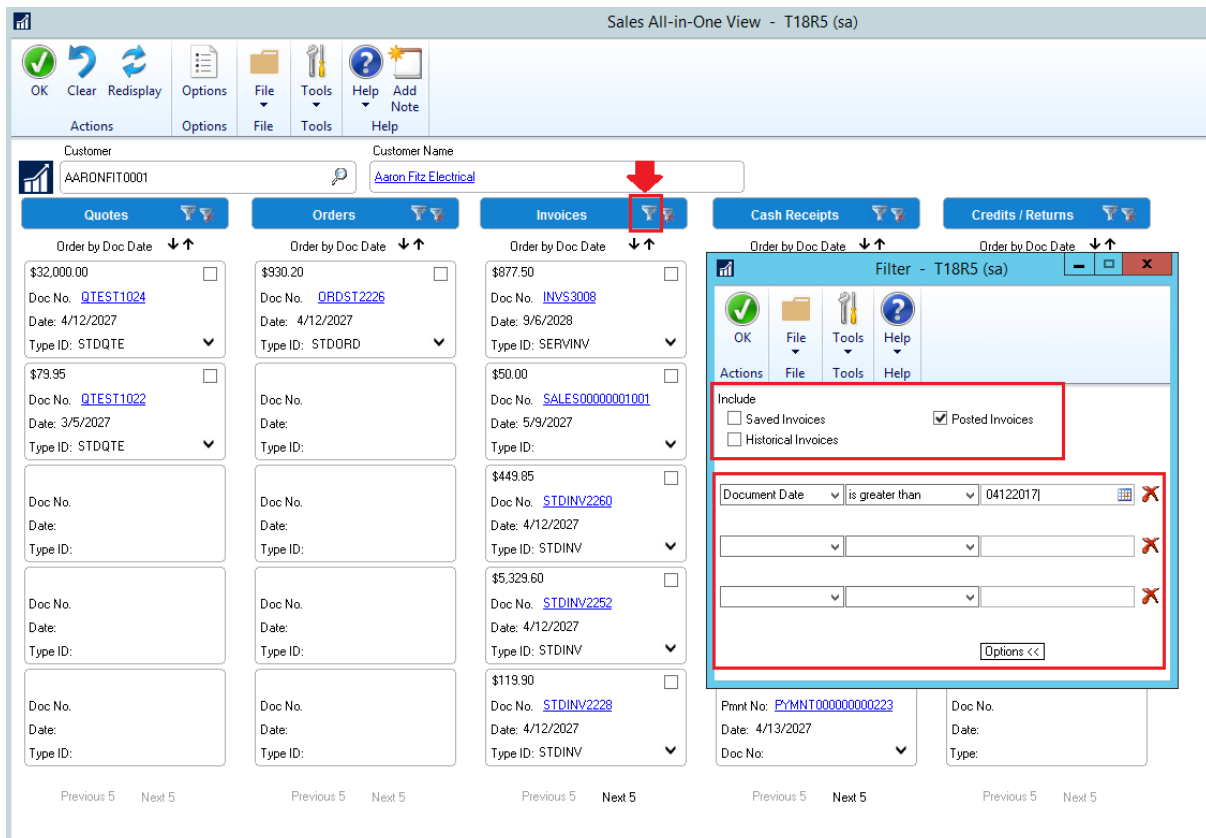 Sales All-in-One View - T18R5 (sa)
OK Clear Redisplay Options File Tools Help Add Note
Actions Options File Tools Help
Customer Customer Name
AARONFIT0001 Aaron Fitz Electrical
Quotes Orders Invoices Cash Receipts Credits / Returns
Order by Doc Date Order by Doc Date Order by Doc Date Order by Doc Date Order by Doc Date
$32,000.00
Doc No. QTEST1024
Date: 4/12/2027
Type ID: STDQTE
$79.95
Doc No. QTEST1022
Date: 3/5/2027
Type ID: STDQTE
Doc No.
Date:
Type ID:
Doc No.
Date:
Type ID:
Doc No.
Date:
Type ID:
Previous 5 Next 5
$930.20
Doc No. ORDST2226
Date: 4/12/2027
Type ID: STDORD
Doc No.
Date:
Type ID:
Doc No.
Date:
Type ID:
Doc No.
Date:
Type ID:
Doc No.
Date:
Type ID:
Previous 5 Next 5
$877.50
Doc No. INVS3008
Date: 9/6/2028
Type ID: SERVINV
$50.00
Doc No. SALES00000001001
Date: 5/9/2027
Type ID:
$449.85
Doc No. STDINV2260
Date: 4/12/2027
Type ID: STDINV
$5,329.60
Doc No. STDINV2252
Date: 4/12/2027
Type ID: STDINV
$119.90
Doc No. STDINV2228
Date: 4/12/2027
Type ID: STDINV
Previous 5 Next 5
Filter - T18R5 (sa)
OK File Tools Help
Actions File Tools Help
Include
Saved Invoices Posted Invoices
Historical Invoices
Document Date is greater than 04122017
Options <<
Pmnt No: PYMNT000000000223
Date: 4/13/2027
Doc No:
Previous 5 Next 5
Doc No.
Date:
Type:
Previous 5 Next 5